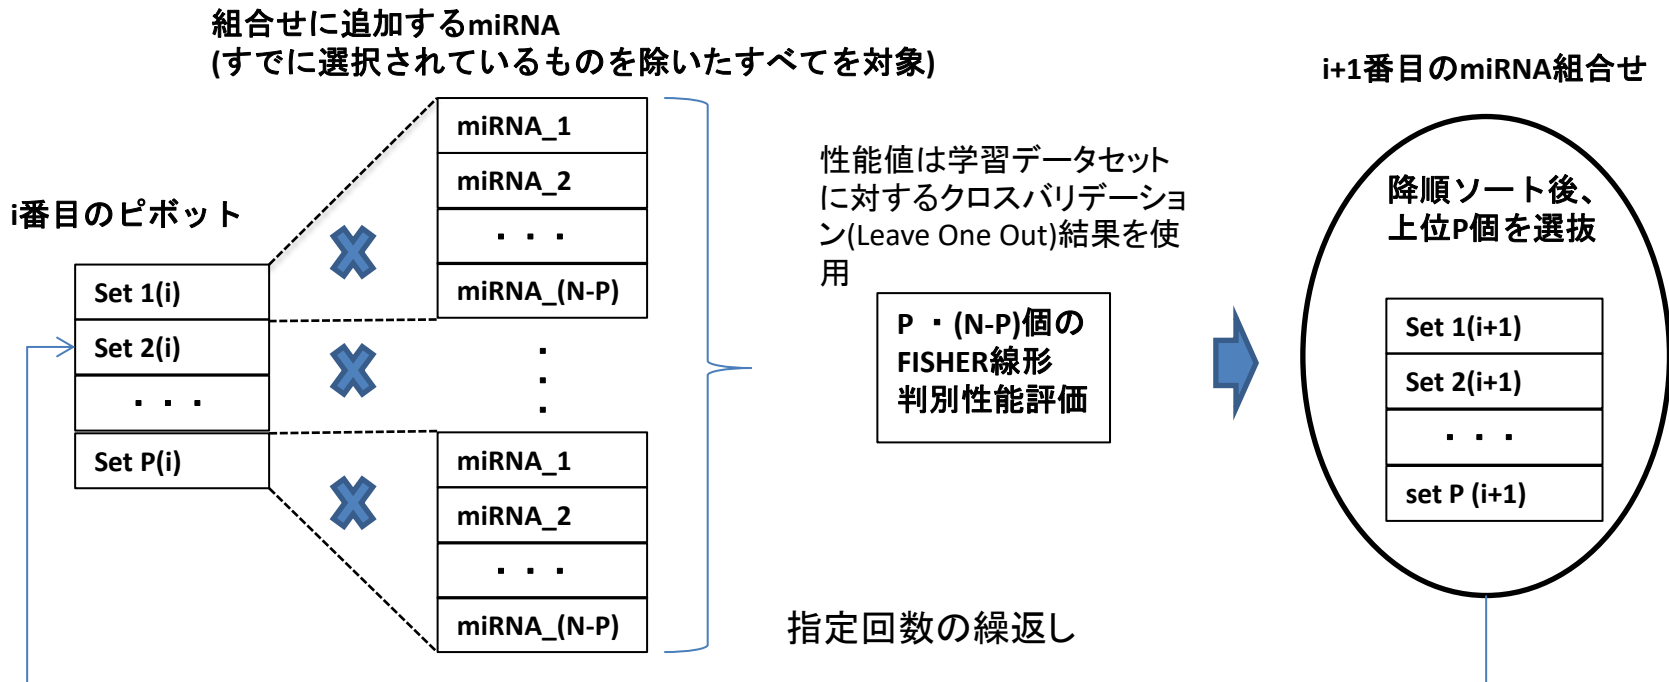 組合せに追加するmiRNA
(すでに選択されているものを除いたすべてを対象)
i番目のピボット
Set 1(i)
Set 2(i)
・・・
Set P(i)
miRNA_1
miRNA_2
・・・
miRNA_(N-P)
・
・
・
miRNA_1
miRNA_2
・・・
miRNA_(N-P)
性能値は学習データセット
に対するクロスバリデーショ
ン(Leave One Out)結果を使
用
P ・(N-P)個の
FISHER線形
判別性能評価
指定回数の繰返し
i+1番目のmiRNA組合せ
降順ソート後、
上位P個を選抜
Set 1(i+1)
Set 2(i+1)
・・・
set P (i+1)